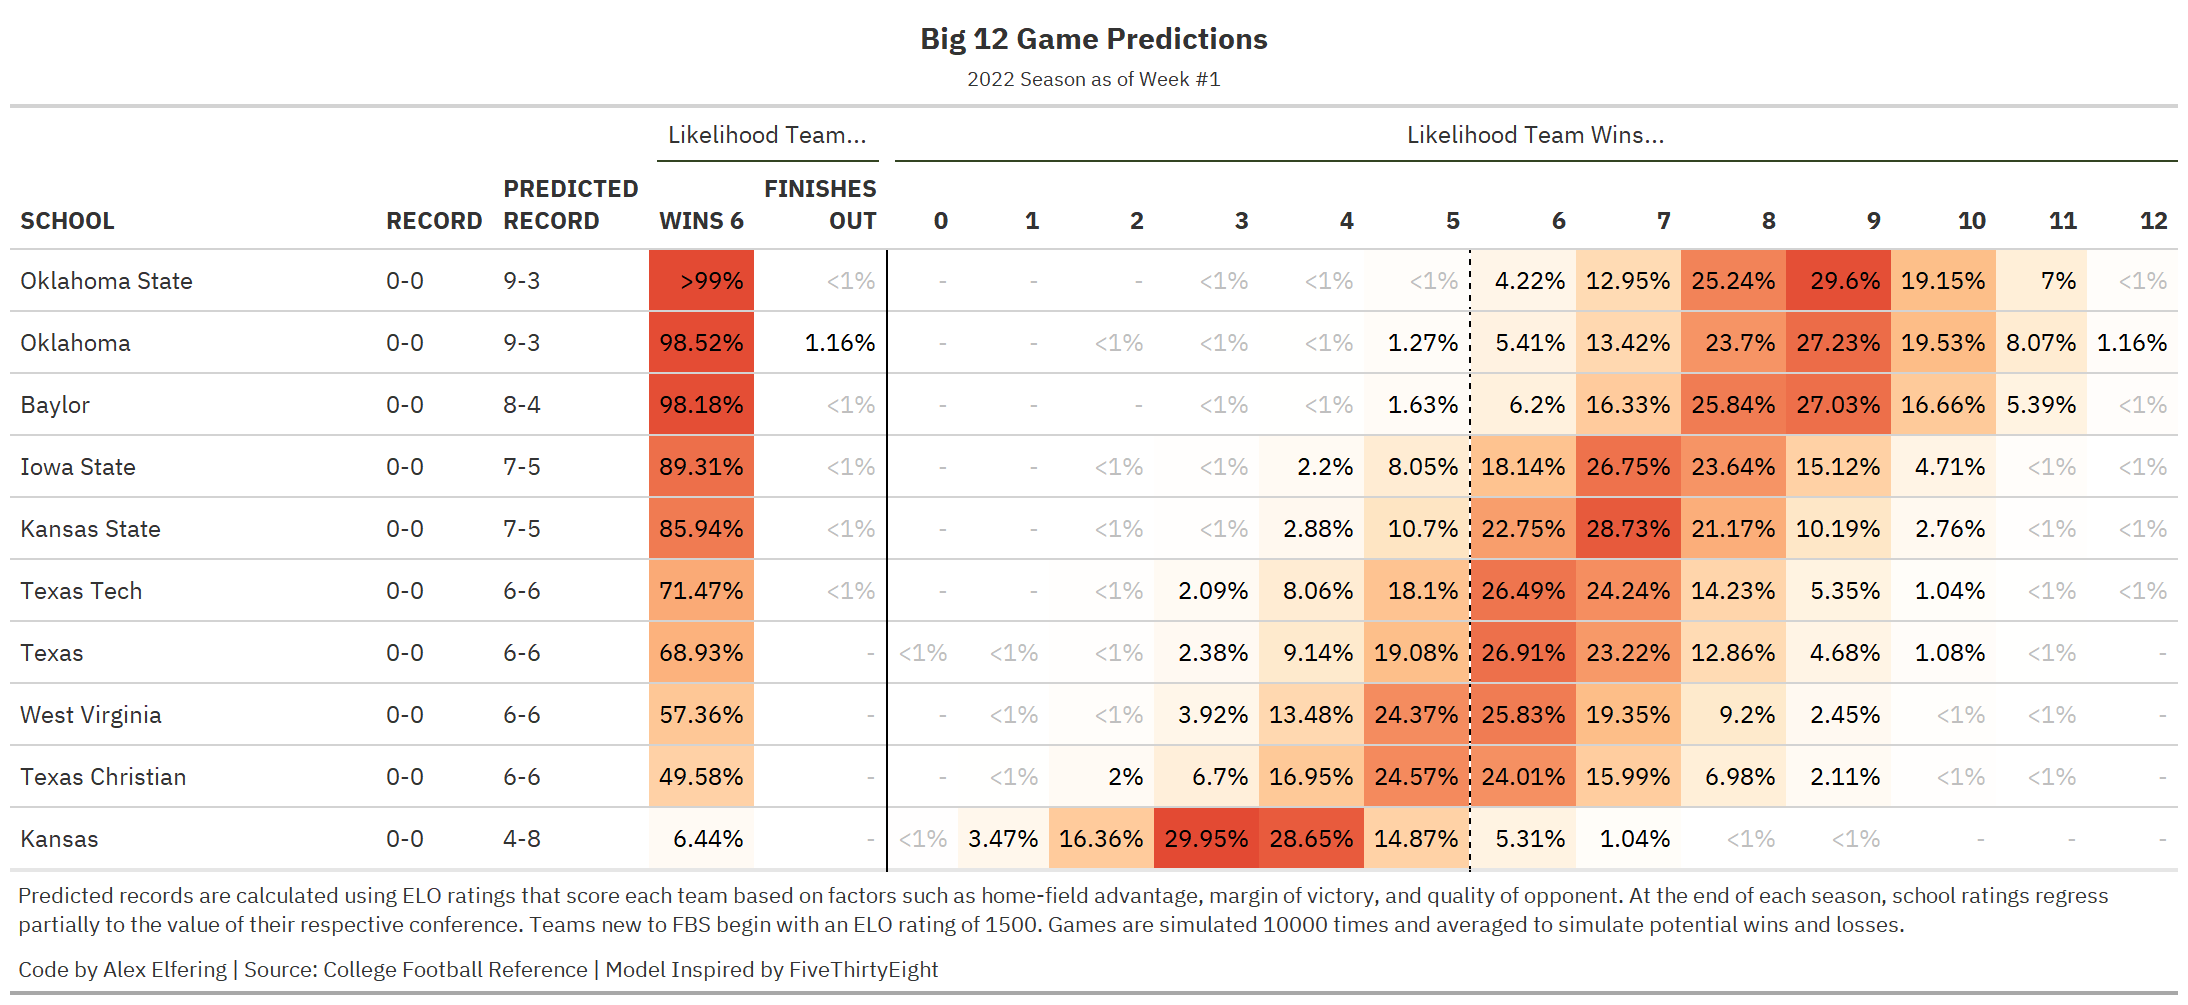 Big 12 Game Predictions
2022 Season as of Week #1
Likelihood Team... Likelihood Team Wins...
PREDICTED FINISHES
SCHOOL RECORD RECORD WINS 6 OUT 0 1 2 3 4 5 6 7 8 9 10 11 12
Oklahoma State 0-0 9-3 >99% <1% - - - <1% <1% <1% 4.22% 12.95% 25.24% 29.6% 19.15% 7% <1%
Oklahoma 0-0 9-3 98.52% 1.16% - - <1% <1% <1% 1.27% 5.41% 13.42% 23.7% 27.23% 19.53% 8.07% 1.16%
Baylor 0-0 8-4 98.18% <1% - - - <1% <1% 1.63% 6.2% 16.33% 25.84% 27.03% 16.66% 5.39% <1%
Iowa State 0-0 7-5 89.31% <1% - - <1% <1% 2.2% 8.05% 18.14% 26.75% 23.64% 15.12% 4.71% <1% <1%
Kansas State 0-0 7-5 85.94% <1% - - <1% <1% 2.88% 10.7% 22.75% 28.73% 21.17% 10.19% 2.76% <1% <1%
Texas Tech 0-0 6-6 71.47% <1% - - <1% 2.09% 8.06% 18.1% 26.49% 24.24% 14.23% 5.35% 1.04% <1% <1%
Texas 0-0 6-6 68.93% - <1% <1% <1% 2.38% 9.14% 19.08% 26.91% 23.22% 12.86% 4.68% 1.08% <1% -
West Virginia 0-0 6-6 57.36% - - <1% <1% 3.92% 13.48% 24.37% 25.83% 19.35% 9.2% 2.45% <1% <1% -
Texas Christian 0-0 6-6 49.58% - - <1% 2% 6.7% 16.95% 24.57% 24.01% 15.99% 6.98% 2.11% <1% <1% -
Kansas 0-0 4-8 6.44% - <1% 3.47% 16.36% 29.95% 28.65% 14.87% 5.31% 1.04% <1% <1% - - -
Predicted records are calculated using ELO ratings that score each team based on factors such as home-field advantage, margin of victory, and quality of opponent. At the end of each season, school ratings regress
partially to the value of their respective conference. Teams new to FBS begin with an ELO rating of 1500. Games are simulated 10000 times and averaged to simulate potential wins and losses.
Code by Alex Elfering | Source: College Football Reference | Model Inspired by FiveThirtyEight